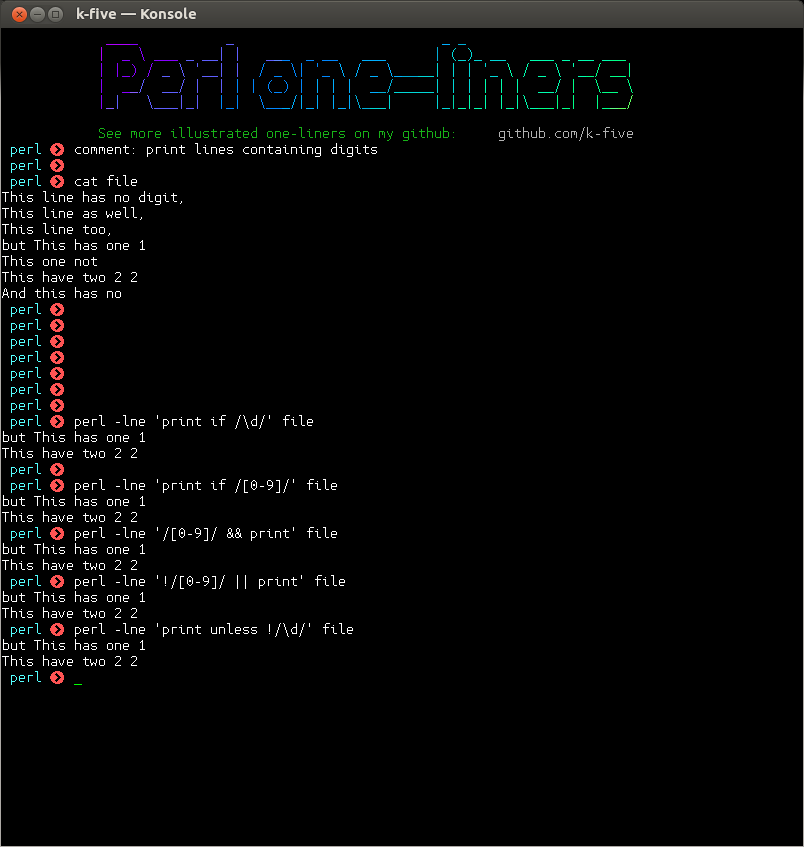 k-five — Konsole
Perl one-liners
See more illustrated one-liners on my github: github.com/k-five
perl comment: print lines containing digits
perl
perl cat file
This line has no digit,
This line as well,
This line too,
but This has one 1
This one not
This have two 2 2
And this has no
perl
perl
perl
perl
perl
perl
perl
perl perl -lne 'print if /\d/' file
but This has one 1
This have two 2 2
perl
perl perl -lne 'print if /[0-9]/' file
but This has one 1
This have two 2 2
perl perl -lne '/[0-9]/ && print' file
but This has one 1
This have two 2 2
perl perl -lne '!/[0-9]/ || print' file
but This has one 1
This have two 2 2
perl perl -lne 'print unless !/\d/' file
but This has one 1
This have two 2 2
perl _